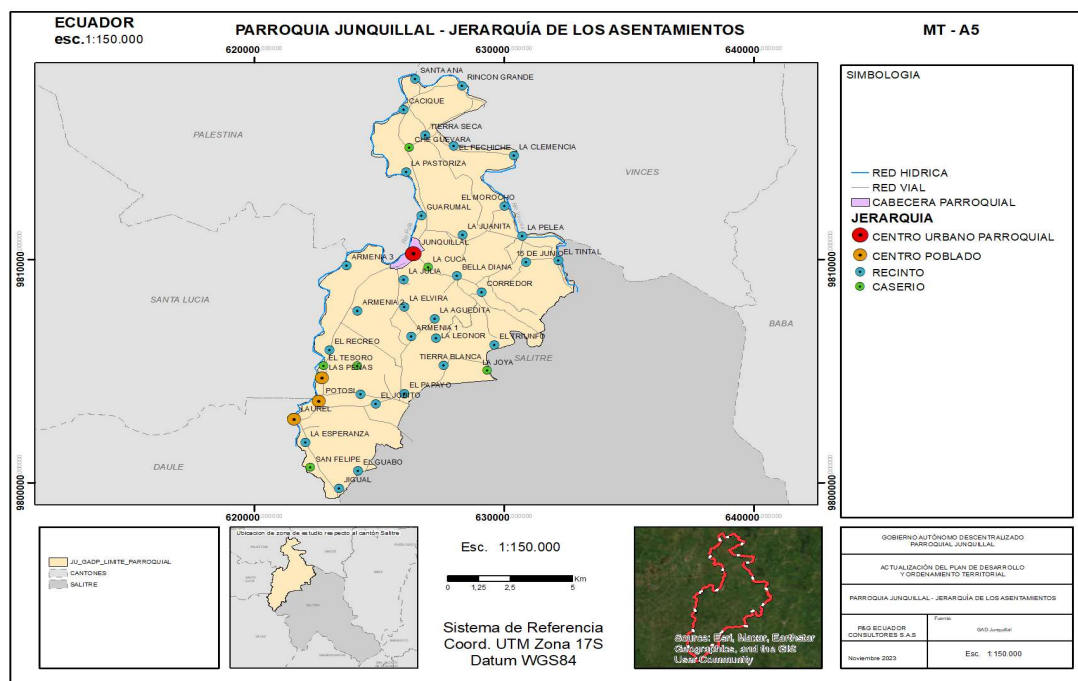 ECUADOR
esc.1:150.000
PARROQUIA JUNQUILLAL - JERARQUÍA DE LOS ASENTAMIENTOS
MT - A5
620000
630000
640000
SANTA ANA
RINCON GRANDE
CACIQUE
TIERRA SECA
PALESTINA
CHE GUEVARA
EL PECHICHE
LA CLEMENCIA
LA PASTORIZA
VINCES
EL MOROCHO
GUARUMAL
LA JUANITA
LA PELEA
JUNQUILLAL
9810000
9810000
ARMENIA 3
LA CUCA
15 DE JUNIO
EL TINTAL
LA JULIA
BELLA DIANA
CORREDOR
SANTA LUCIA
ARMENIA 2
LA ELVIRA
LA AGUEDITA
BABA
ARMENIA 1
EL RECREO
LA LEONOR
EL TRIUNFO
EL TESORO
TIERRA BLANCA
SALITRE
LAS PEÑAS
LA JOYA
POTOSI
EL PAPAYO
EL JOBITO
LAUREL
LA ESPERANZA
DAULE
SAN FELIPE
EL GUABO
JIGUAL
9800000
9800000
620000
630000
640000
SIMBOLOGIA
RED HIDRICA
RED VIAL
CABECERA PARROQUIAL
JERARQUIA
CENTRO URBANO PARROQUIAL
CENTRO POBLADO
RECINTO
CASERIO
JU_GADP_LIMITE_PARROQUIAL
CANTONES
SALITRE
Ubicacion de zona de estudio respecto al cantón Salitre
Esc. 1:150.000
0 1,25 2,5 5
Km
Sistema de Referencia
Coord. UTM Zona 17S
Datum WGS84
Source: Esri, Maxar, Earthstar
Geographics, and the GIS
User Community
GOBIERNO AUTÓNOMO DESCENTRALIZADO
PARROQUIAL JUNQUILLAL
ACTUALIZACIÓN DEL PLAN DE DESARROLLO
Y ORDENAMIENTO TERRITORIAL
PARROQUIA JUNQUILLAL - JERARQUÍA DE LOS ASENTAMIENTOS
P&G ECUADOR
CONSULTORES S.A.S
Fuente:
GAD Junquillal
Noviembre 2023
Esc. 1:150.000